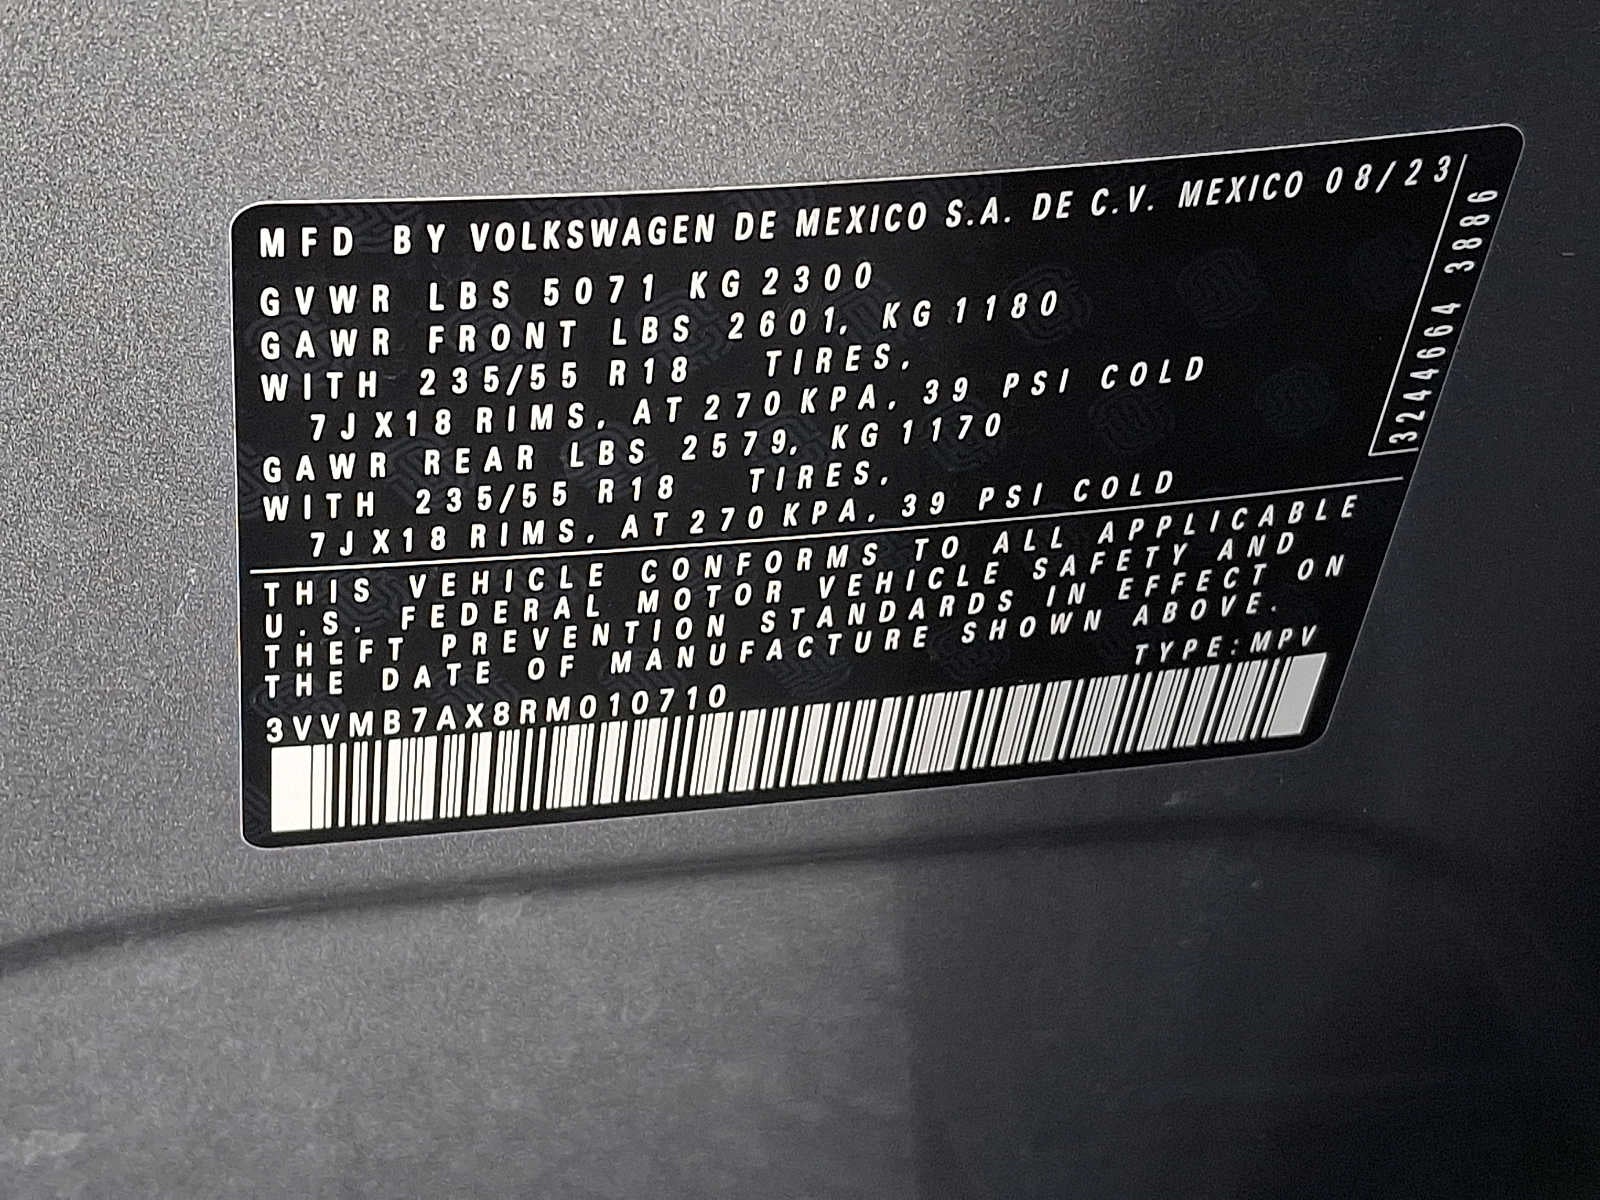 MFD BY VOLKSWAGEN DE MEXICO S.A. DE C.V. MEXICO 08/23
GVWR LBS 5071 KG 2300
GAWR FRONT LBS 2601, KG 1180
WITH 235/55 R18 TIRES,
7JX18 RIMS, AT 270 KPA, 39 PSI COLD
GAWR REAR LBS 2579, KG 1170
WITH 235/55 R18 TIRES,
7JX18 RIMS, AT 270 KPA, 39 PSI COLD
THIS VEHICLE CONFORMS TO ALL APPLICABLE
U.S. FEDERAL MOTOR VEHICLE SAFETY AND
THEFT PREVENTION STANDARDS IN EFFECT ON
THE DATE OF MANUFACTURE SHOWN ABOVE.
3VVMB7AX8RM010710 TYPE:MPV
3244664 3886